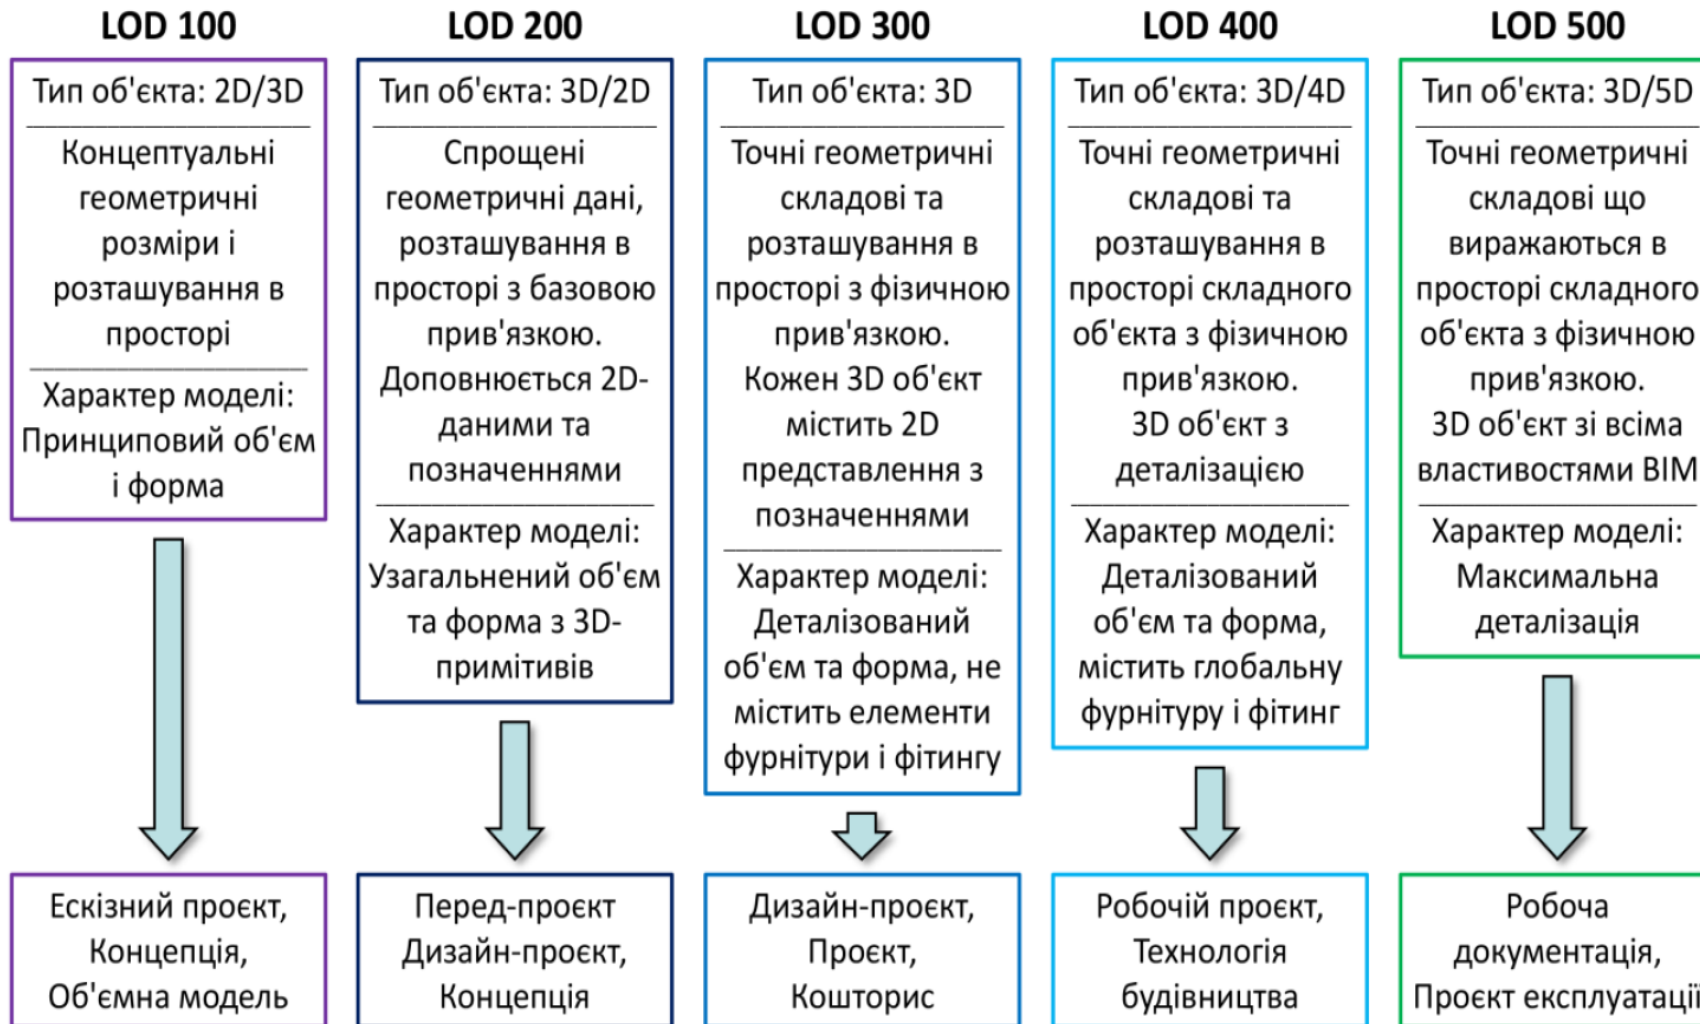 LOD 100
Тип об'єкта: 2D/3D
Концептуальні
геометричні
розміри і
розташування в
просторі
Характер моделі:
Принциповий об'єм
і форма
Ескізний проєкт,
Концепція,
Об'ємна модель
LOD 200
Тип об'єкта: 3D/2D
Спрощені
геометричні дані,
розташування в
просторі з базовою
прив'язкою.
Доповнюється 2D-
даними та
позначеннями
Характер моделі:
Узагальнений об'єм
та форма з 3D-
примітивів
Перед-проєкт
Дизайн-проєкт,
Концепція
LOD 300
Тип об'єкта: 3D
Точні геометричні
складові та
розташування в
просторі з фізичною
прив'язкою.
Кожен 3D об'єкт
містить 2D
представлення з
позначеннями
Характер моделі:
Деталізований
об'єм та форма, не
містить елементи
фурнітури і фітингу
Дизайн-проєкт,
Проєкт,
Кошторис
LOD 400
Тип об'єкта: 3D/4D
Точні геометричні
складові та
розташування в
просторі складного
об'єкта з фізичною
прив'язкою.
3D об'єкт з
деталізацією
Характер моделі:
Деталізований
об'єм та форма,
містить глобальну
фурнітуру і фітинг
Робочій проєкт,
Технологія
будівництва
LOD 500
Тип об'єкта: 3D/5D
Точні геометричні
складові що
виражаються в
просторі складного
об'єкта з фізичною
прив'язкою.
3D об'єкт зі всіма
властивостями BIM
Характер моделі:
Максимальна
деталізація
Робоча
документація,
Проєкт експлуатації